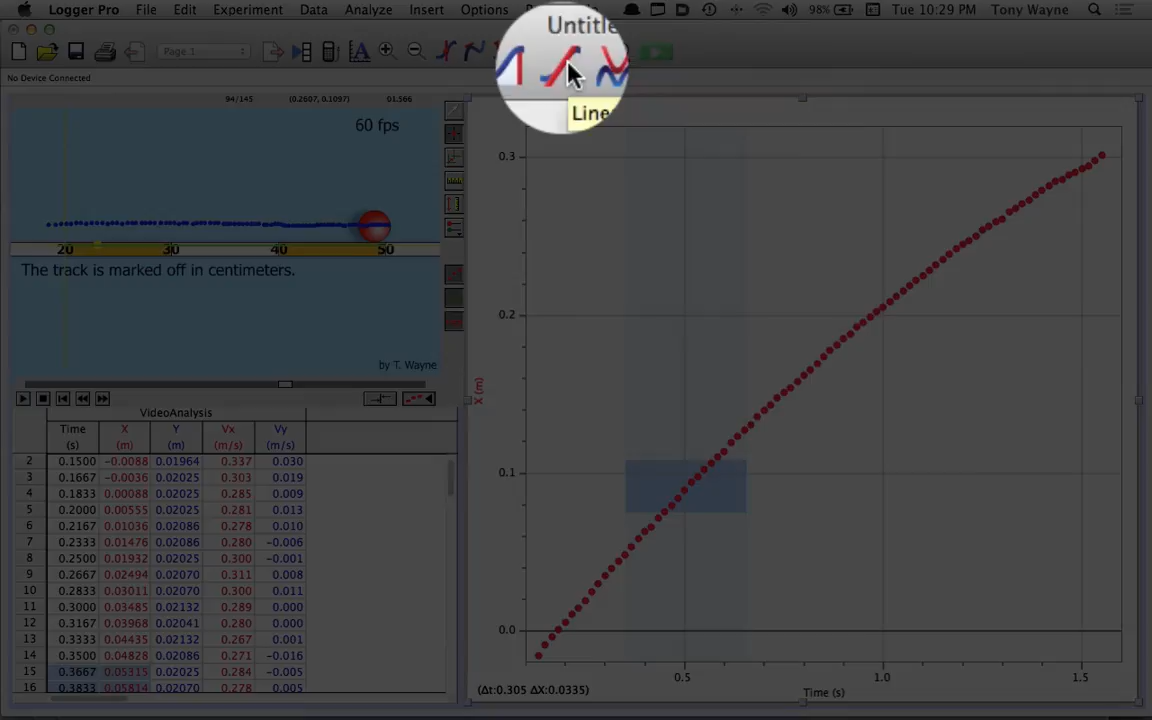 Logger Pro File Edit Experiment Data Analyze Insert Options 98% Tue 10:29 PM Tony Wayne
Untitle
Page 1
Line
No Device Connected
94/145 (0.2607, 0.1097) 01.566
60 fps
20 30 40 50
The track is marked off in centimeters.
by T. Wayne
VideoAnalysis
Time X Y Vx Vy
(s) (m) (m) (m/s) (m/s)
2 0.1500 -0.0088 0.01964 0.337 0.030
3 0.1667 -0.0036 0.02025 0.303 0.019
4 0.1833 0.00088 0.02025 0.285 0.009
5 0.2000 0.00555 0.02025 0.281 0.013
6 0.2167 0.01036 0.02086 0.278 0.010
7 0.2333 0.01476 0.02086 0.280 -0.006
8 0.2500 0.01932 0.02025 0.300 -0.001
9 0.2667 0.02494 0.02070 0.311 0.008
10 0.2833 0.03011 0.02070 0.300 0.011
11 0.3000 0.03485 0.02132 0.289 0.000
12 0.3167 0.03968 0.02041 0.280 0.000
13 0.3333 0.04435 0.02132 0.267 0.001
14 0.3500 0.04828 0.02086 0.271 -0.016
15 0.3667 0.05315 0.02025 0.284 -0.005
16 0.3833 0.05814 0.02070 0.278 0.005
0.3
0.2
X (m)
0.1
0.0
0.5 1.0 1.5
(Δt:0.305 ΔX:0.0335)
Time (s)